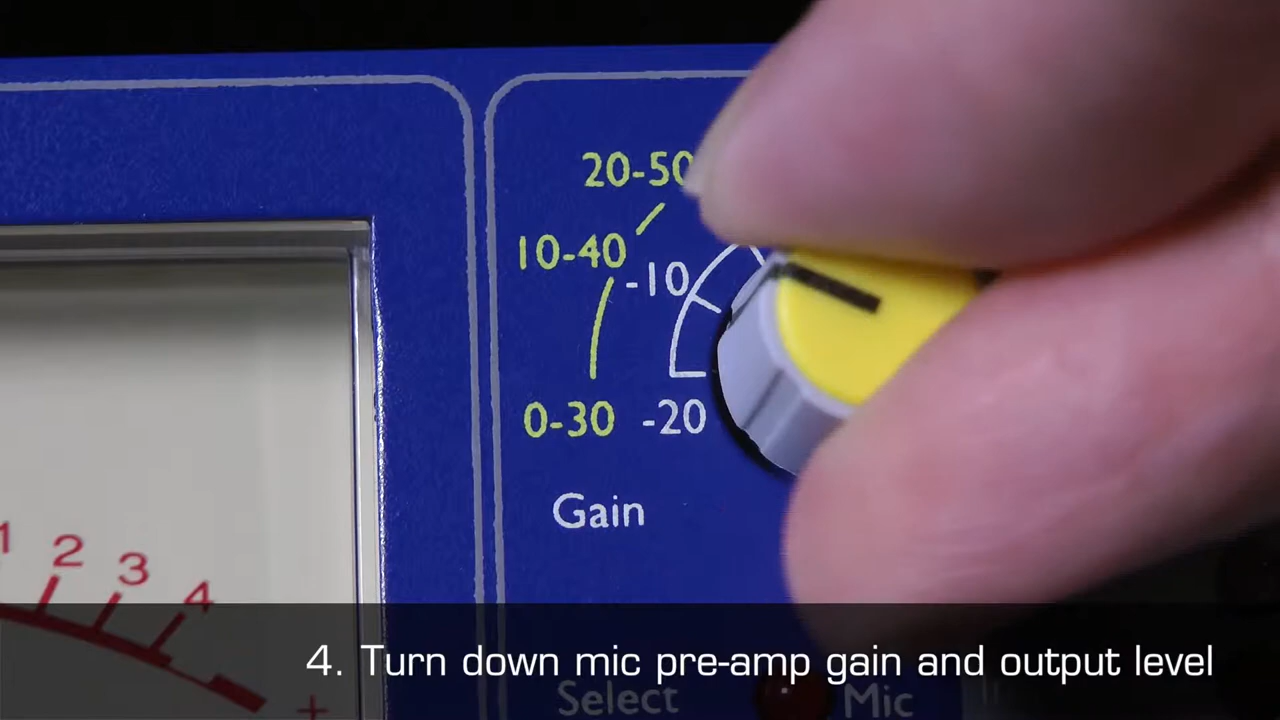 20-50
10-40
-10
0-30 -20
Gain
1 2 3 4
+
4. Turn down mic pre-amp gain and output level
Select Mic